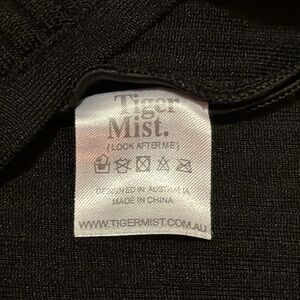 Tiger
Mist.
(LOOK AFTER ME)
DESIGNED IN AUSTRALIA
MADE IN CHINA
WWW.TIGERMIST.COM.AU